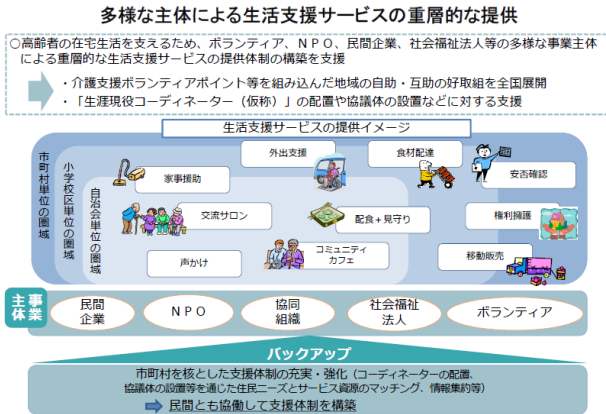 多様な主体による生活支援サービスの重層的な提供
○高齢者の在宅生活を支えるため、ボランティア、NPO、民間企業、社会福祉法人等の多様な事業主体
による重層的な生活支援サービスの提供体制の構築を支援
・介護支援ボランティアポイント等を組み込んだ地域の自助・互助の好取組を全国展開
・「生涯現役コーディネーター（仮称）」の配置や協議体の設置などに対する支援
生活支援サービスの提供イメージ
市町村単位の圏域
小学校区単位の圏域
自治会単位の圏域
外出支援
食材配達
家事援助
安否確認
交流サロン
配食＋見守り
権利擁護
声かけ
コミュニティ
カフェ
移動販売
事業
主体
民間
企業
NPO
協同
組織
社会福祉
法人
ボランティア
バックアップ
市町村を核とした支援体制の充実・強化（コーディネーターの配置、
協議体の設置等を通じた住民ニーズとサービス資源のマッチング、情報集約等）
民間とも協働して支援体制を構築